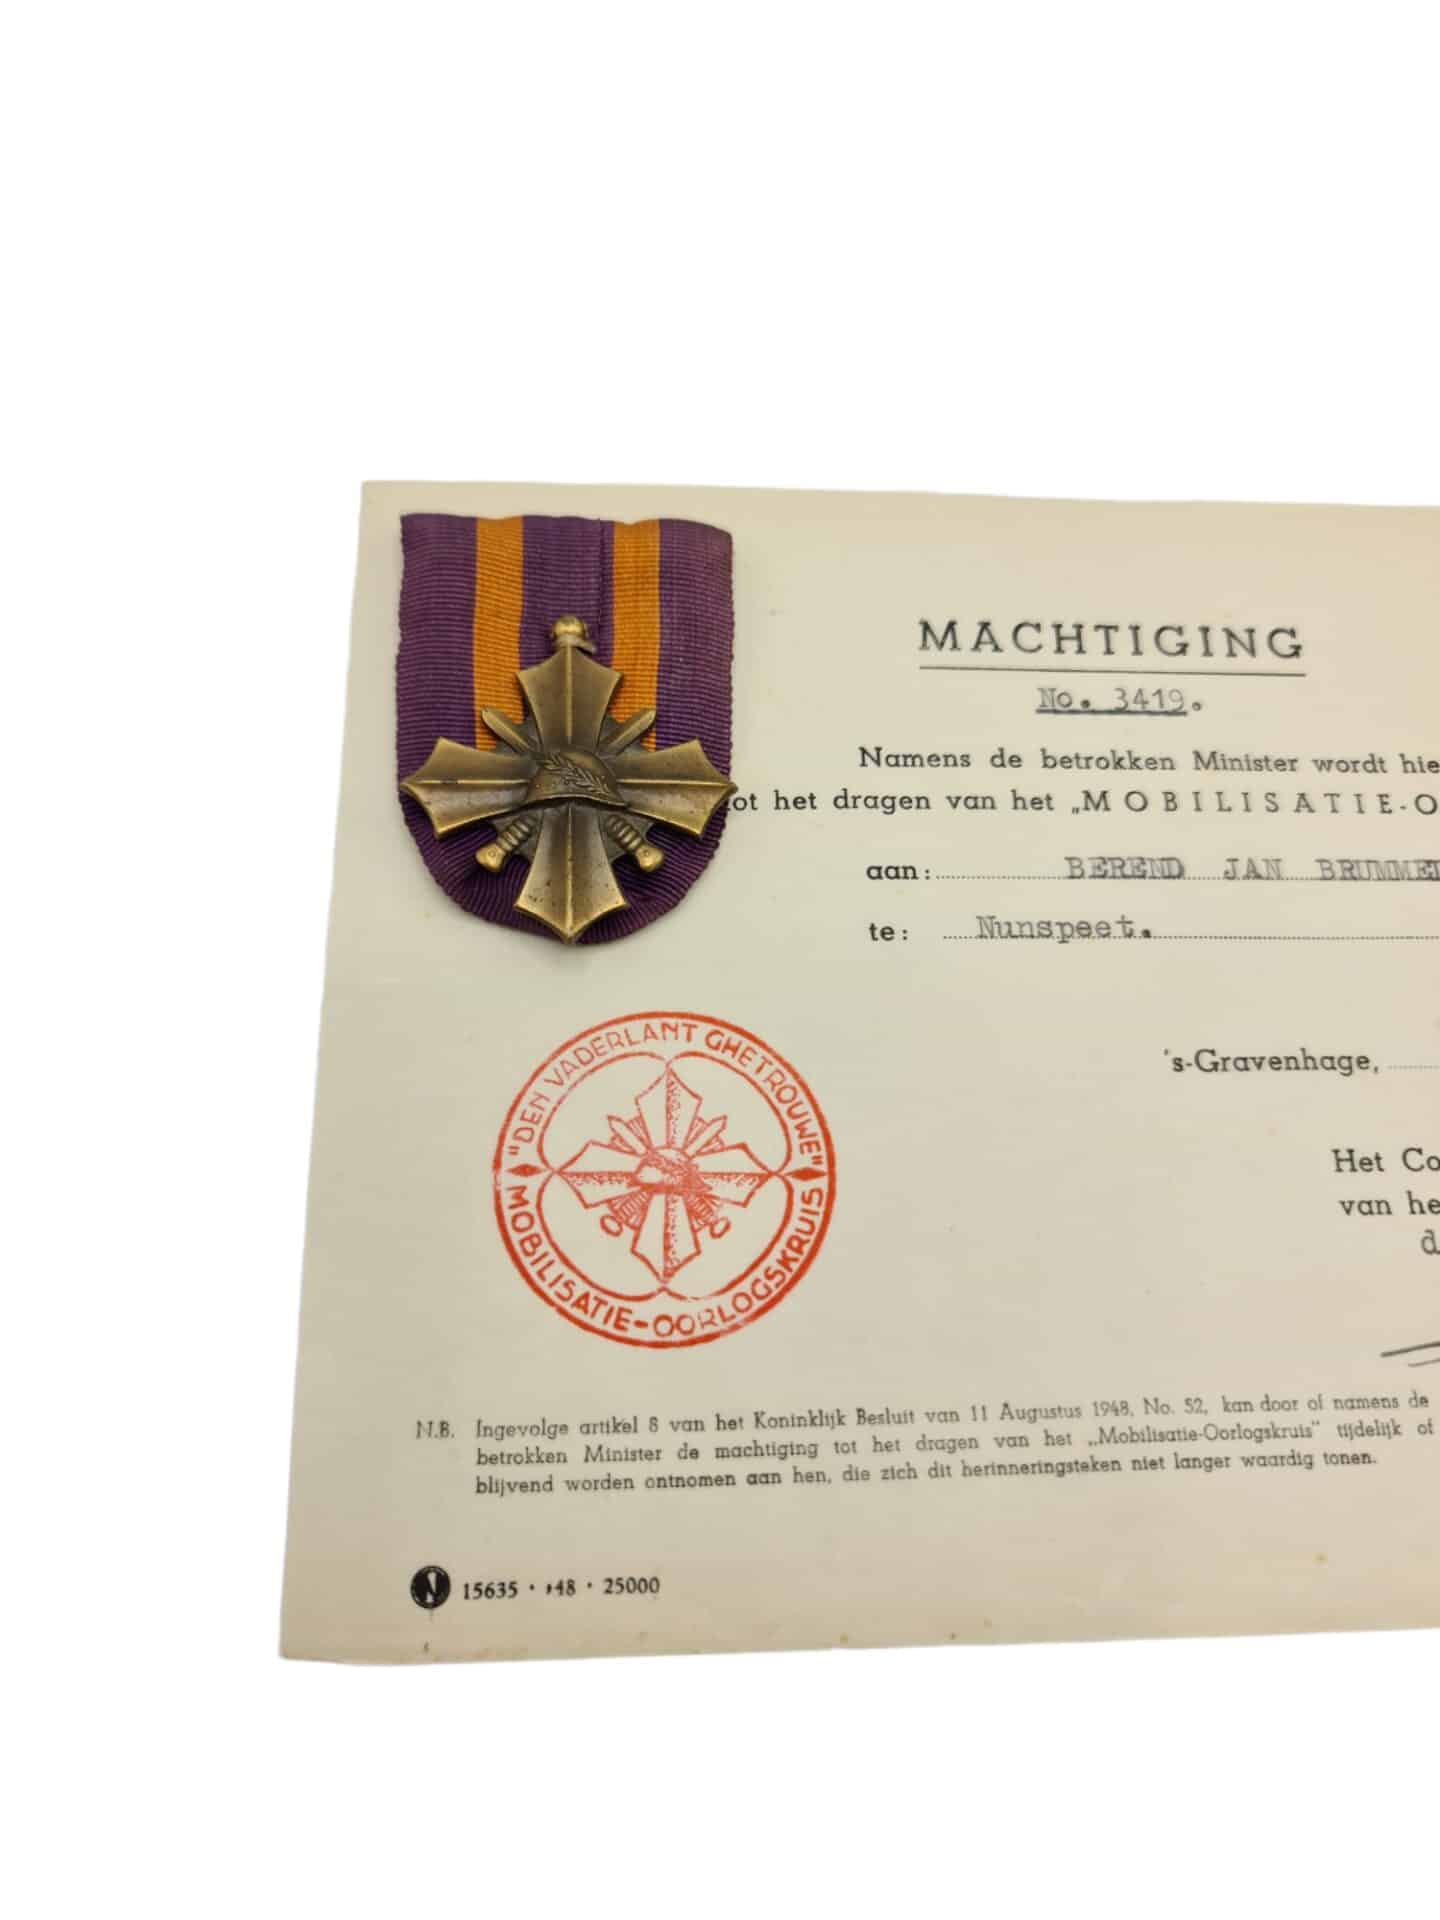 MACHTIGING
No. 3419.
Namens de betrokken Minister wordt hie
tot het dragen van het „MOBILISATIE-O
aan: BEREND JAN BRUMMEL
te: Nunspeet.
"DEN VADERLANT GHETROUWE"
MOBILISATIE-OORLOGSKRUIS
's-Gravenhage,
Het Co
van he
d
N.B. Ingevolge artikel 8 van het Koninklijk Besluit van 11 Augustus 1948, No. 52, kan door of namens de
betrokken Minister de machtiging tot het dragen van het „Mobilisatie-Oorlogskruis" tijdelijk of
blijvend worden ontnomen aan hen, die zich dit herinneringsteken niet langer waardig tonen.
N 15635 · '48 · 25000